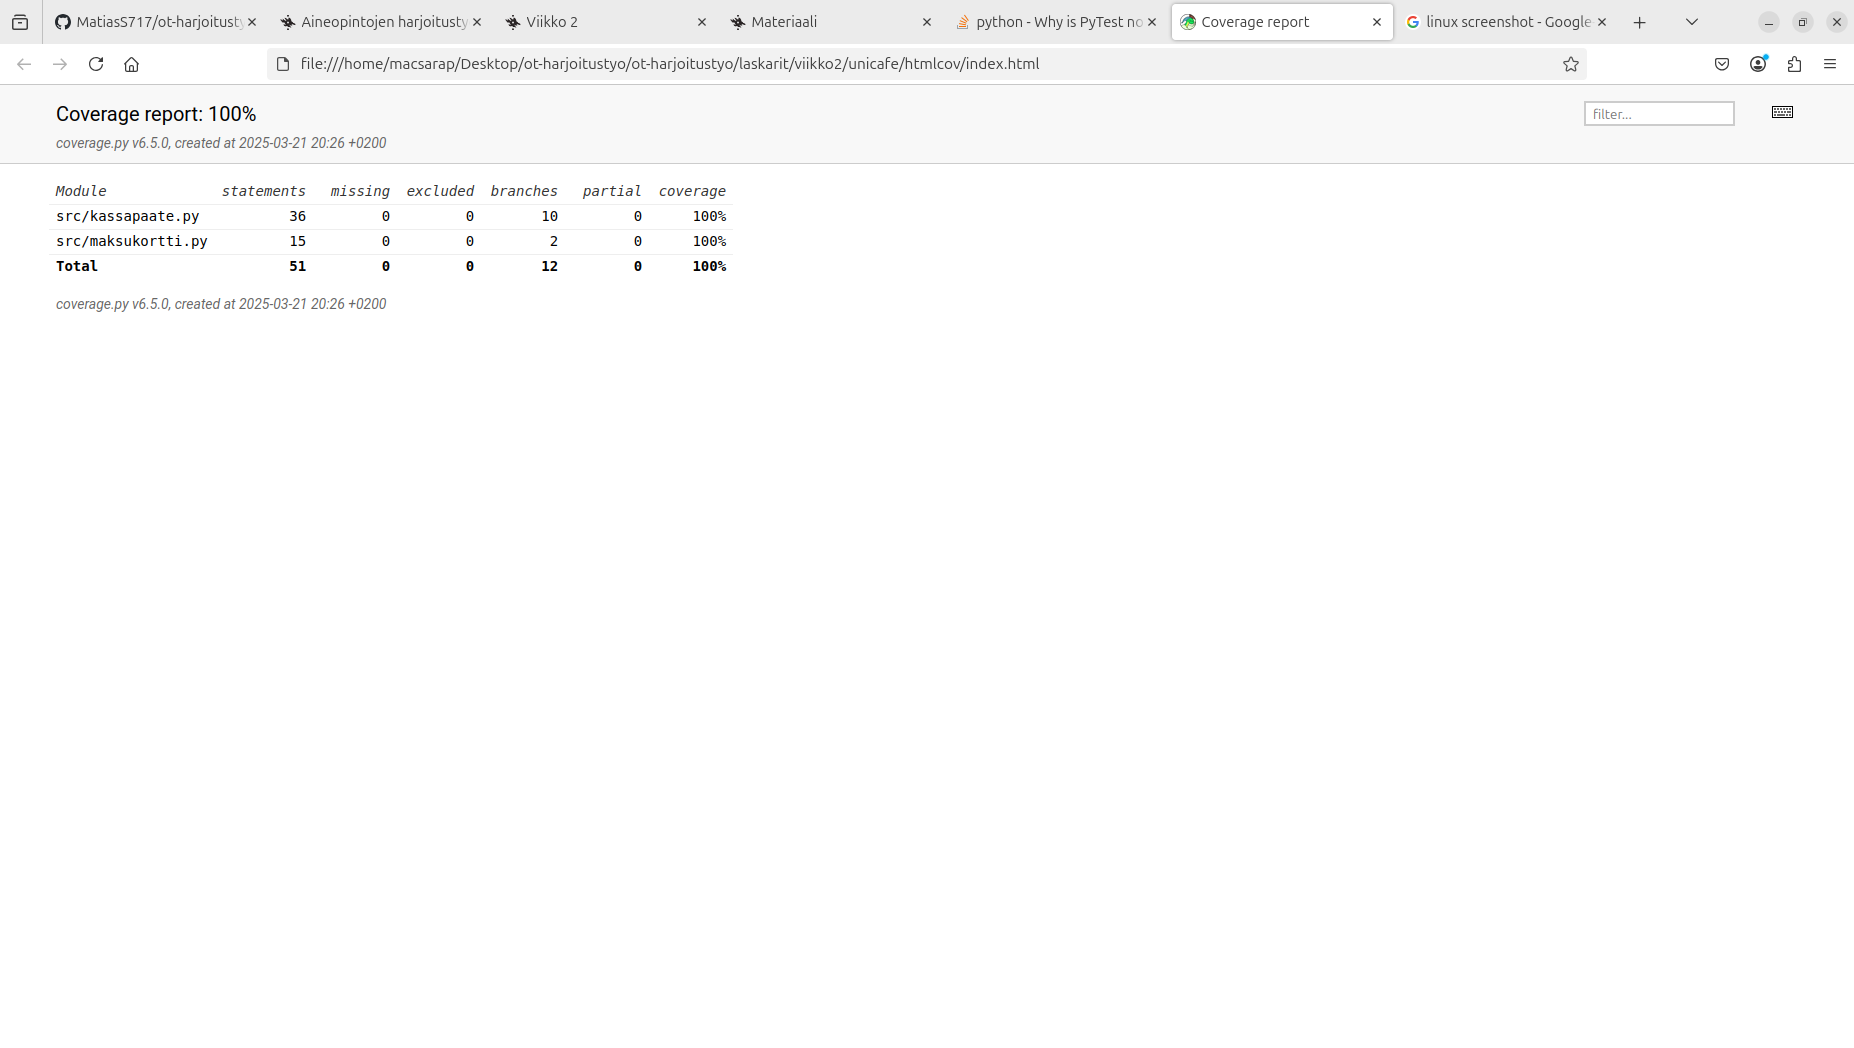 MatiasS717/ot-harjoitusty
Aineopintojen harjoitusty
Viikko 2
Materiaali
python - Why is PyTest no
Coverage report
linux screenshot - Google
file:///home/macsarap/Desktop/ot-harjoitustyo/ot-harjoitustyo/laskarit/viikko2/unicafe/htmlcov/index.html
Coverage report: 100%
filter...
coverage.py v6.5.0, created at 2025-03-21 20:26 +0200
Module statements missing excluded branches partial coverage
src/kassapaate.py 36 0 0 10 0 100%
src/maksukortti.py 15 0 0 2 0 100%
Total 51 0 0 12 0 100%
coverage.py v6.5.0, created at 2025-03-21 20:26 +0200